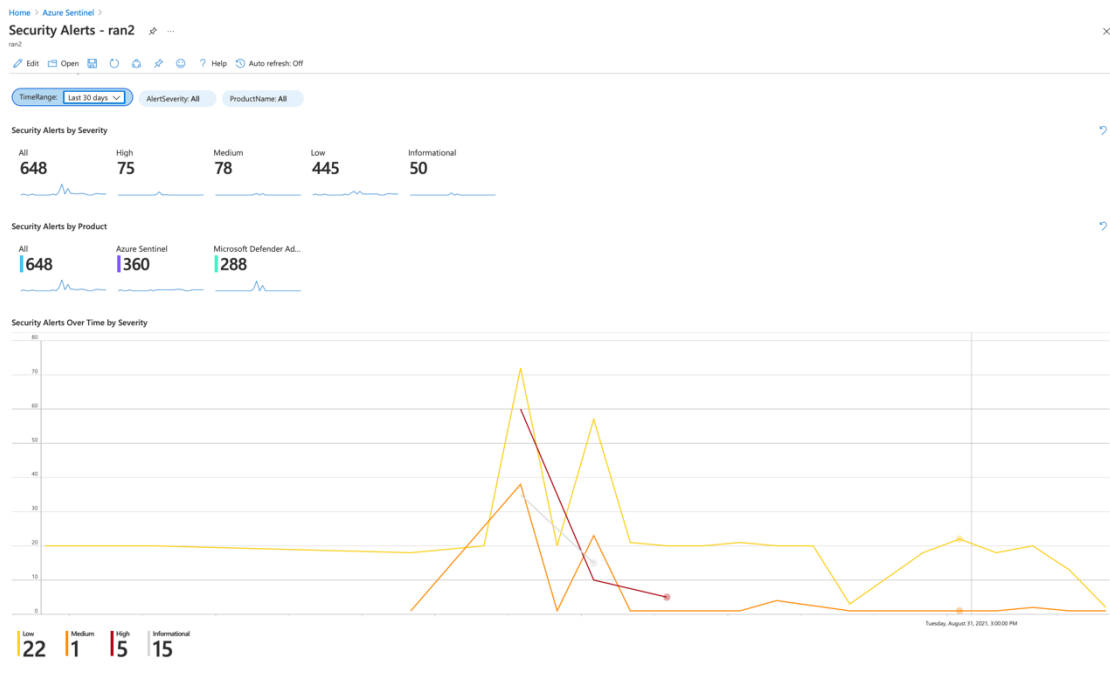 Home > Azure Sentinel >
Security Alerts - ran2 ...
ran2
Edit Open ? Help Auto refresh: Off
TimeRange: Last 30 days AlertSeverity: All ProductName: All
Security Alerts by Severity
All High Medium Low Informational
648 75 78 445 50
Security Alerts by Product
All Azure Sentinel Microsoft Defender Ad...
648 360 288
Security Alerts Over Time by Severity
80
70
60
50
40
30
20
10
0
Tuesday, August 31, 2021, 3:00:00 PM
Low Medium High Informational
22 1 5 15